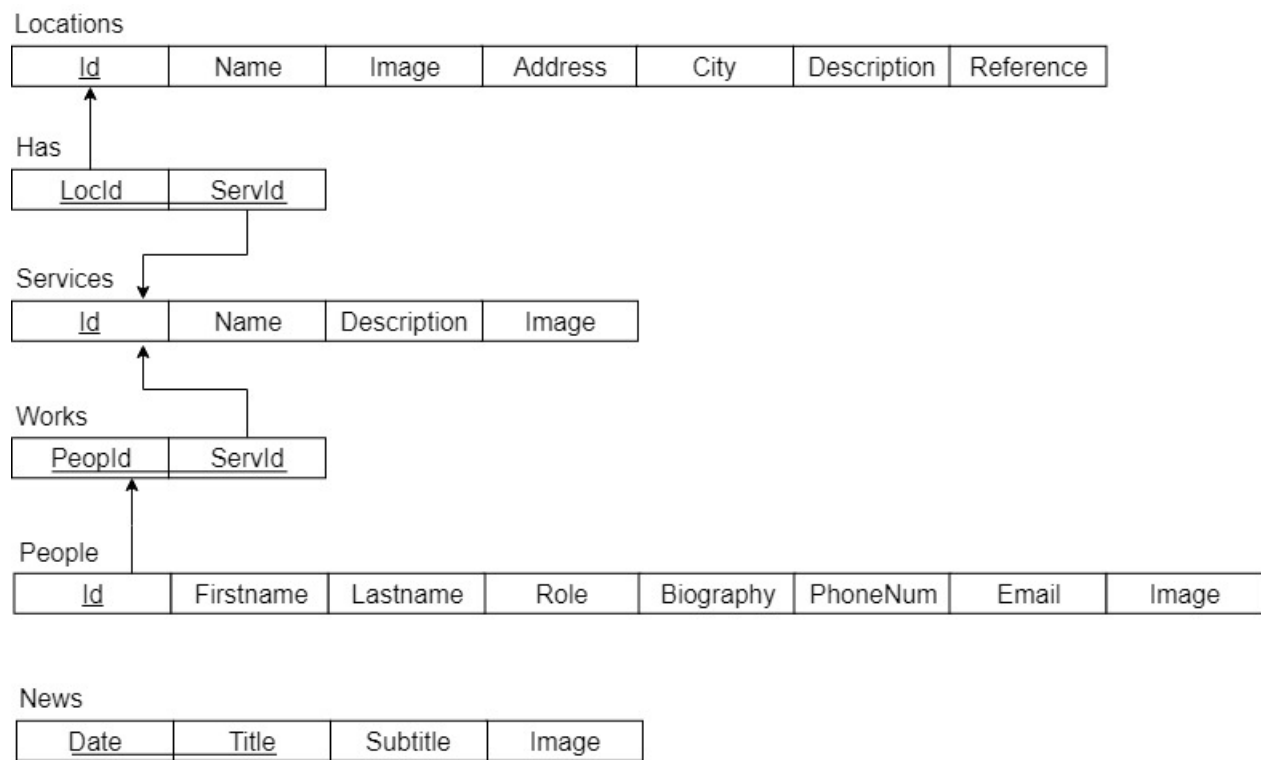 Locations
Id Name Image Address City Description Reference
Has
LocId ServId
Services
Id Name Description Image
Works
PeopId ServId
People
Id Firstname Lastname Role Biography PhoneNum Email Image
News
Date Title Subtitle Image